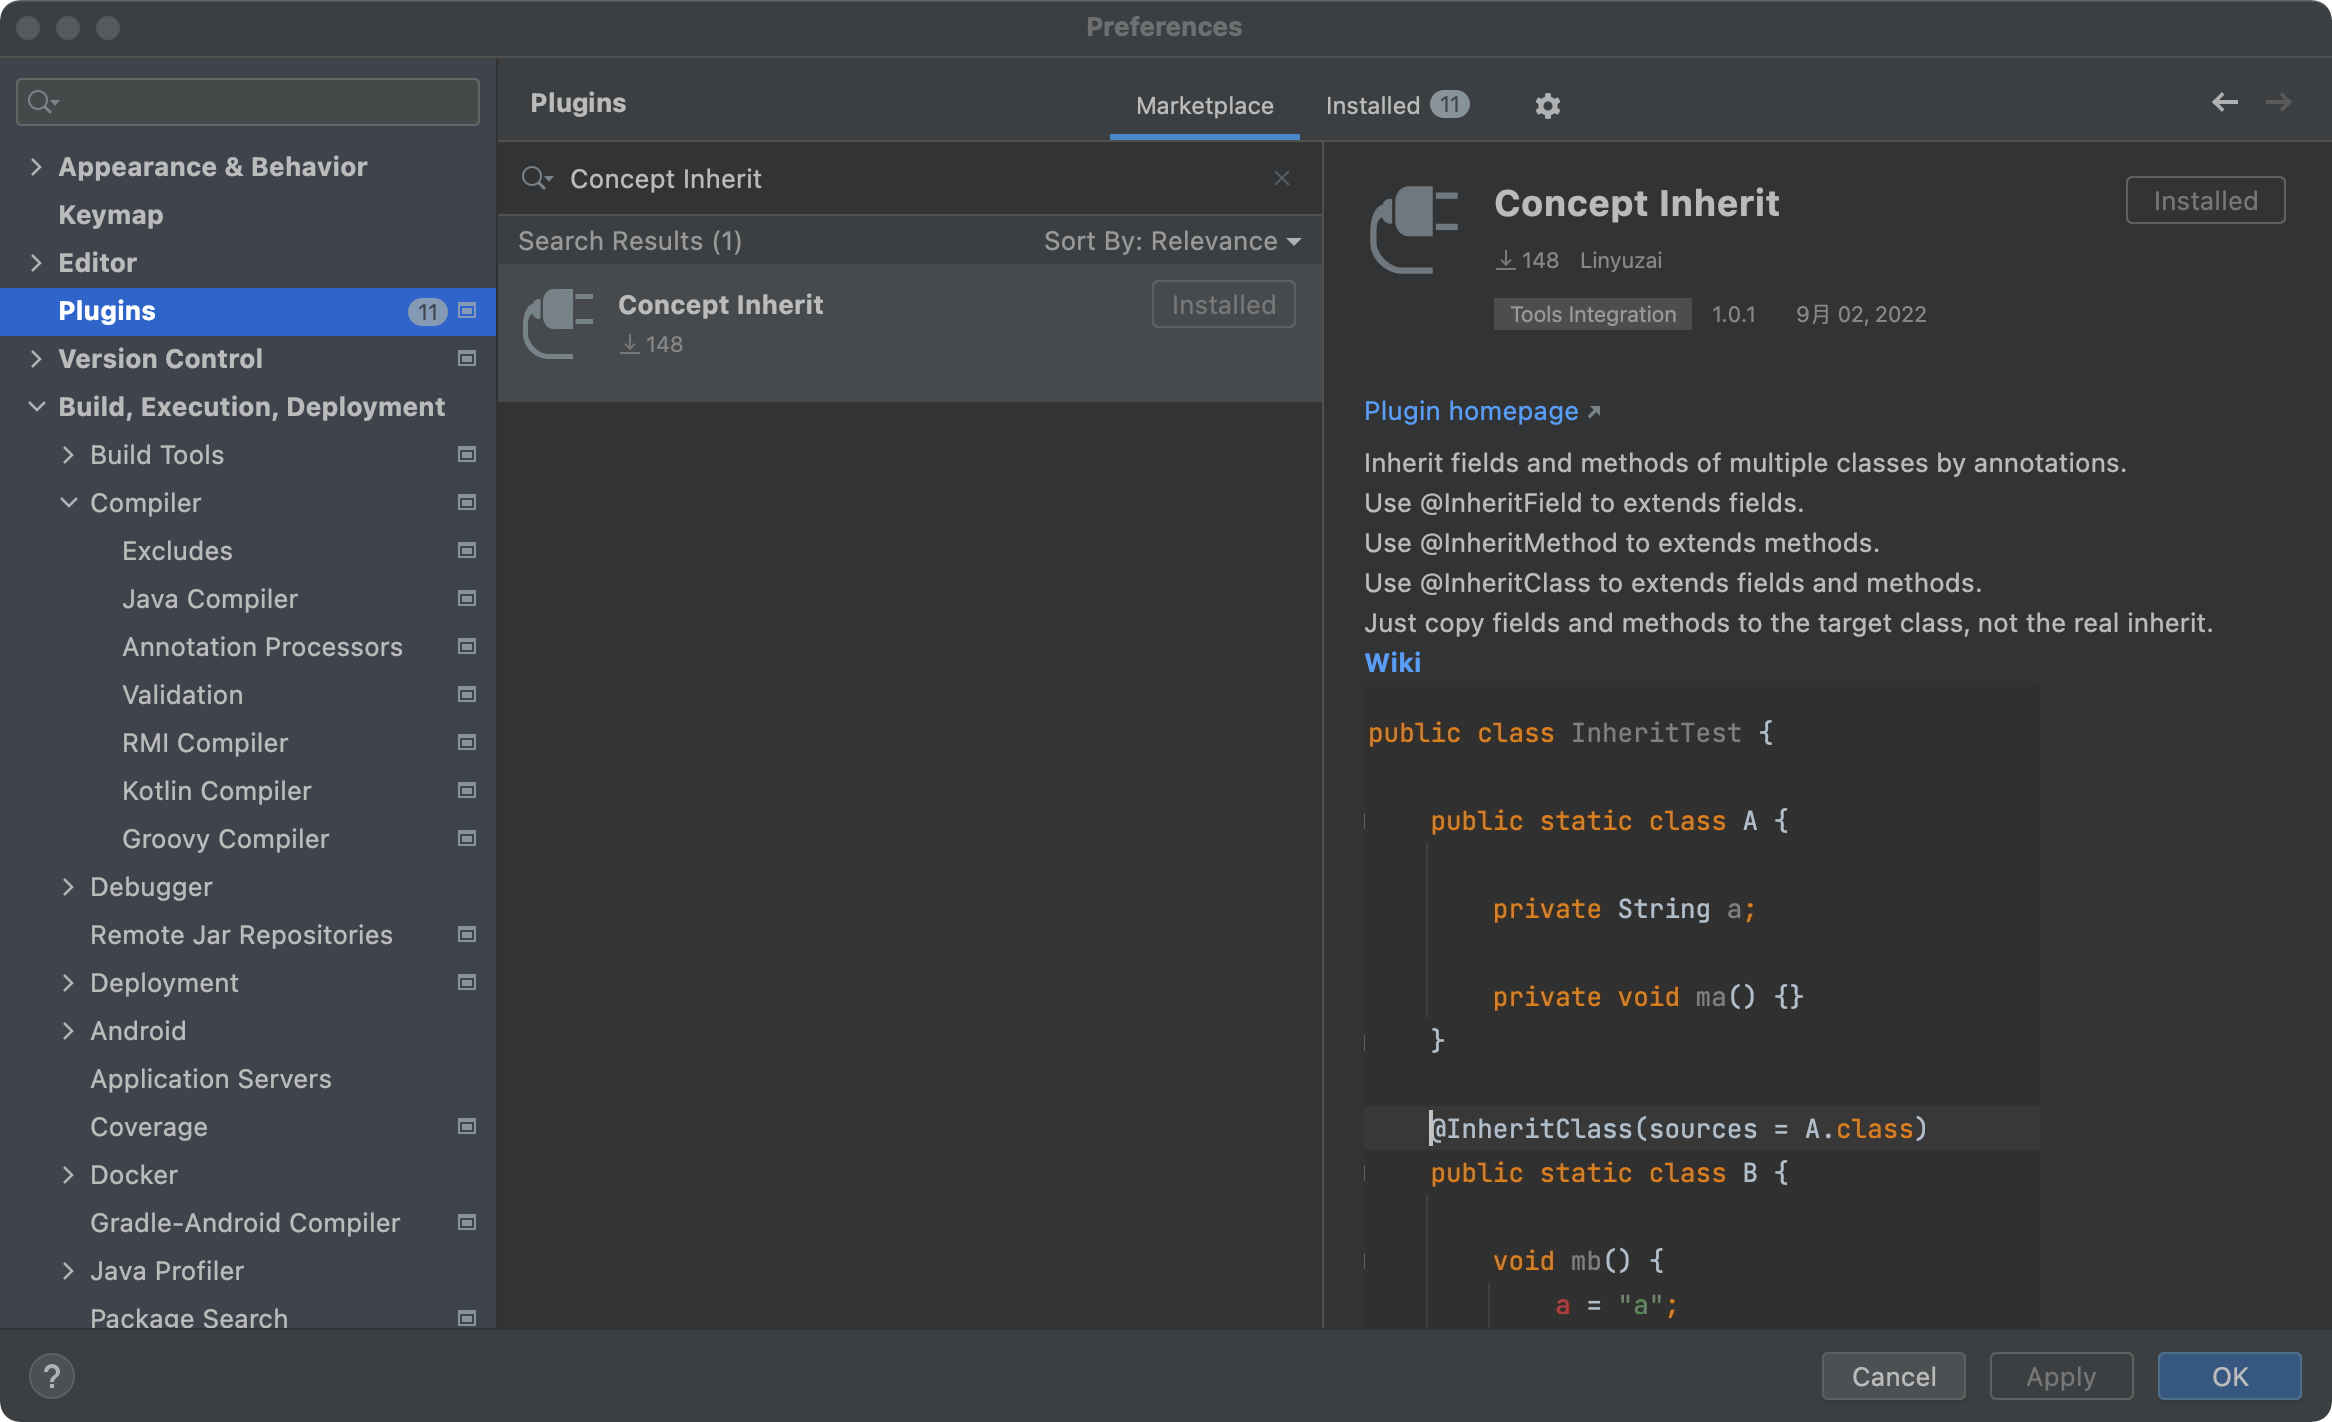 Preferences
Appearance & Behavior
Keymap
Editor
Plugins 11
Version Control
Build, Execution, Deployment
Build Tools
Compiler
Excludes
Java Compiler
Annotation Processors
Validation
RMI Compiler
Kotlin Compiler
Groovy Compiler
Debugger
Remote Jar Repositories
Deployment
Android
Application Servers
Coverage
Docker
Gradle-Android Compiler
Java Profiler
Package Search
Plugins
Marketplace
Installed 11
Concept Inherit
Search Results (1)
Sort By: Relevance
Concept Inherit
148
Installed
Concept Inherit
Installed
148 Linyuzai
Tools Integration 1.0.1 9月 02, 2022
Plugin homepage
Inherit fields and methods of multiple classes by annotations.
Use @InheritField to extends fields.
Use @InheritMethod to extends methods.
Use @InheritClass to extends fields and methods.
Just copy fields and methods to the target class, not the real inherit.
Wiki
public class InheritTest {
public static class A {
private String a;
private void ma() {}
}
@InheritClass(sources = A.class)
public static class B {
void mb() {
a = "a";
?
Cancel
Apply
OK